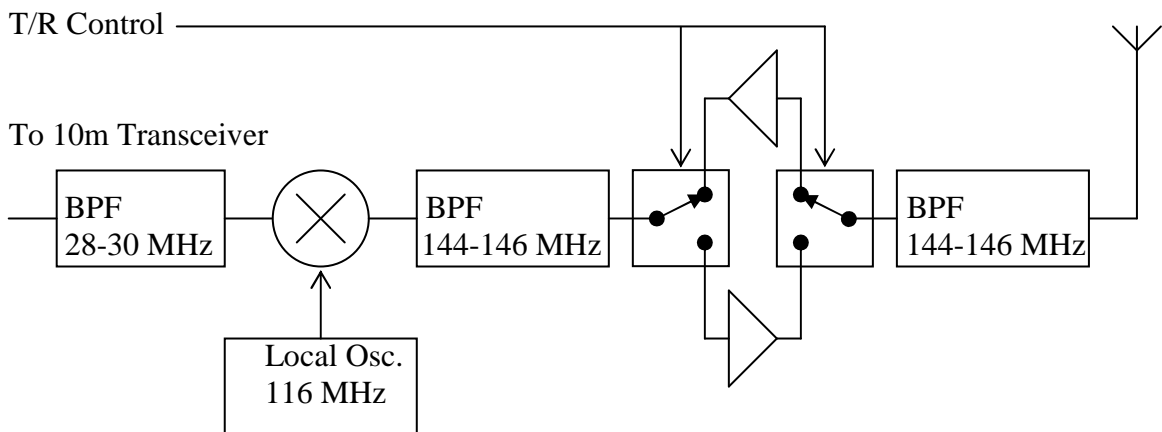 T/R Control
To 10m Transceiver
BPF
28-30 MHz
BPF
144-146 MHz
BPF
144-146 MHz
Local Osc.
116 MHz